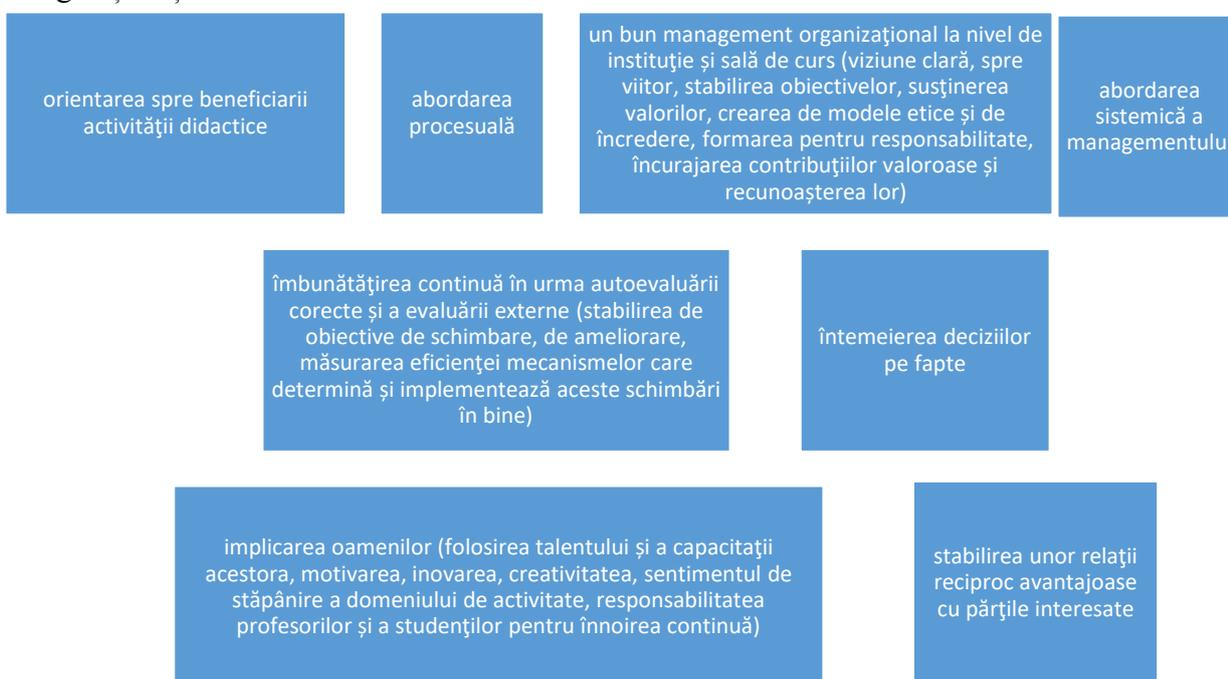 orientarea spre beneficiarii
activităţii didactice
abordarea
procesuală
un bun management organizaţional la nivel de
instituţie și sală de curs (viziune clară, spre
viitor, stabilirea obiectivelor, susţinerea
valorilor, crearea de modele etice și de
încredere, formarea pentru responsabilitate,
încurajarea contribuţiilor valoroase și
recunoașterea lor)
abordarea
sistemică a
managementulu
îmbunătăţirea continuă în urma autoevaluării
corecte și a evaluării externe (stabilirea de
obiective de schimbare, de ameliorare,
măsurarea eficienţei mecanismelor care
determină și implementează aceste schimbări
în bine)
întemeierea deciziilor
pe fapte
implicarea oamenilor (folosirea talentului și a capacitaţii
acestora, motivarea, inovarea, creativitatea, sentimentul de
stăpânire a domeniului de activitate, responsabilitatea
profesorilor și a studenţilor pentru înnoirea continuă)
stabilirea unor relaţii
reciproc avantajoase
cu părţile interesate